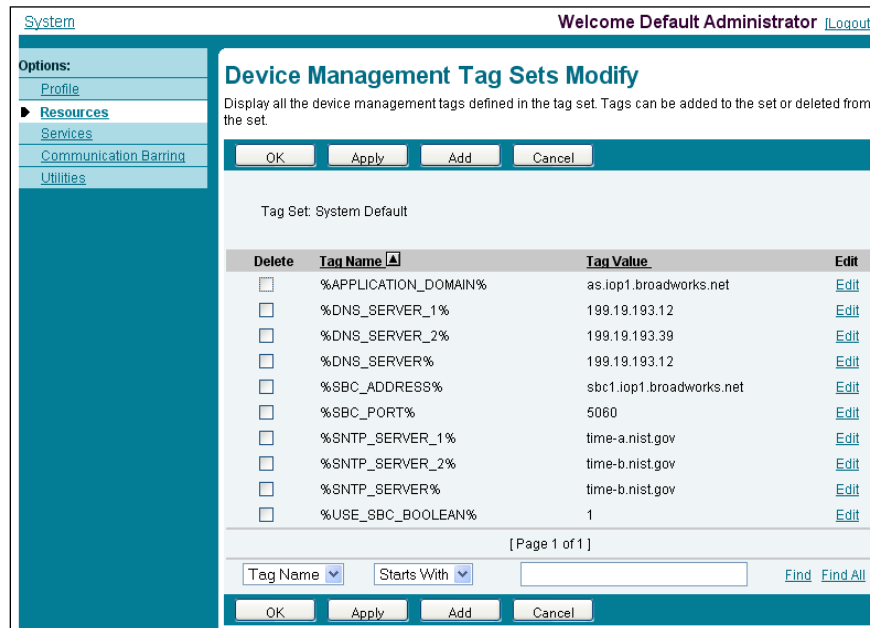 System
Welcome Default Administrator [Logout
Options:
Profile
Resources
Services
Communication Barring
Utilities
Device Management Tag Sets Modify
Display all the device management tags defined in the tag set. Tags can be added to the set or deleted from
the set.
OK Apply Add Cancel
Tag Set: System Default
Delete Tag Name Tag Value Edit
%APPLICATION_DOMAIN% as.iop1.broadworks.net Edit
%DNS_SERVER_1% 199.19.193.12 Edit
%DNS_SERVER_2% 199.19.193.39 Edit
%DNS_SERVER% 199.19.193.12 Edit
%SBC_ADDRESS% sbc1.iop1.broadworks.net Edit
%SBC_PORT% 5060 Edit
%SNTP_SERVER_1% time-a.nist.gov Edit
%SNTP_SERVER_2% time-b.nist.gov Edit
%SNTP_SERVER% time-b.nist.gov Edit
%USE_SBC_BOOLEAN% 1 Edit
[ Page 1 of 1 ]
Tag Name Starts With Find Find All
OK Apply Add Cancel